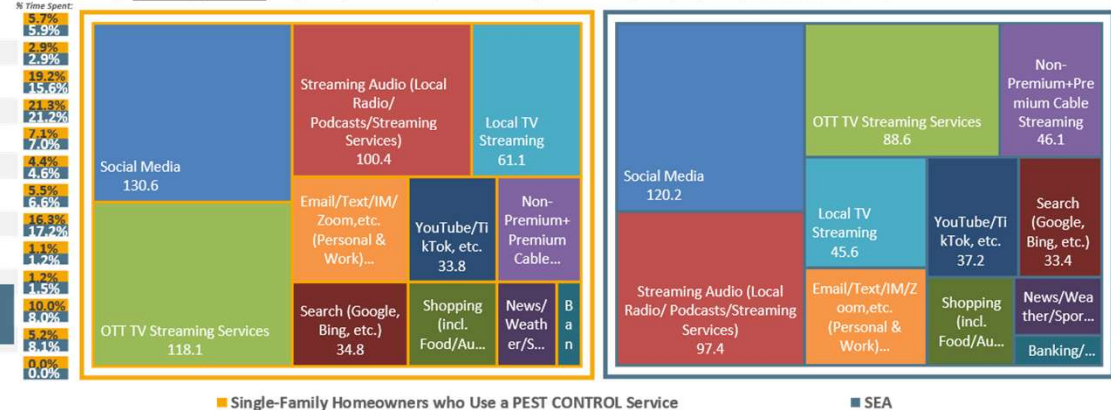 % Time Spent:
5.7%
5.9%
2.9%
2.9%
19.2%
15.6%
21.3%
21.2%
7.1%
7.0%
4.4%
4.6%
5.5%
6.6%
16.3%
17.2%
1.1%
1.2%
1.2%
1.5%
10.0%
8.0%
5.2%
8.1%
0.0%
0.0%
Social Media
130.6
OTT TV Streaming Services
118.1
Streaming Audio (Local
Radio/
Podcasts/Streaming
Services)
100.4
Local TV
Streaming
61.1
Email/Text/IM/
Zoom,etc.
(Personal &
Work)...
YouTube/Ti
kTok, etc.
33.8
Non-
Premium+
Premium
Cable...
Search (Google,
Bing, etc.)
34.8
Shopping
(incl.
Food/Au...
News/
Weath
er/S...
B
a
n
Social Media
120.2
Streaming Audio (Local
Radio/ Podcasts/Streaming
Services)
97.4
OTT TV Streaming Services
88.6
Non-
Premium+Pre
mium Cable
Streaming
46.1
Local TV
Streaming
45.6
YouTube/Ti
kTok, etc.
37.2
Search
(Google,
Bing, etc.)
33.4
Email/Text/IM/Z
oom,etc.
(Personal &
Work)...
Shopping
(incl.
Food/Au...
News/Wea
ther/Spor...
Banking/...
Single-Family Homeowners who Use a PEST CONTROL Service
SEA